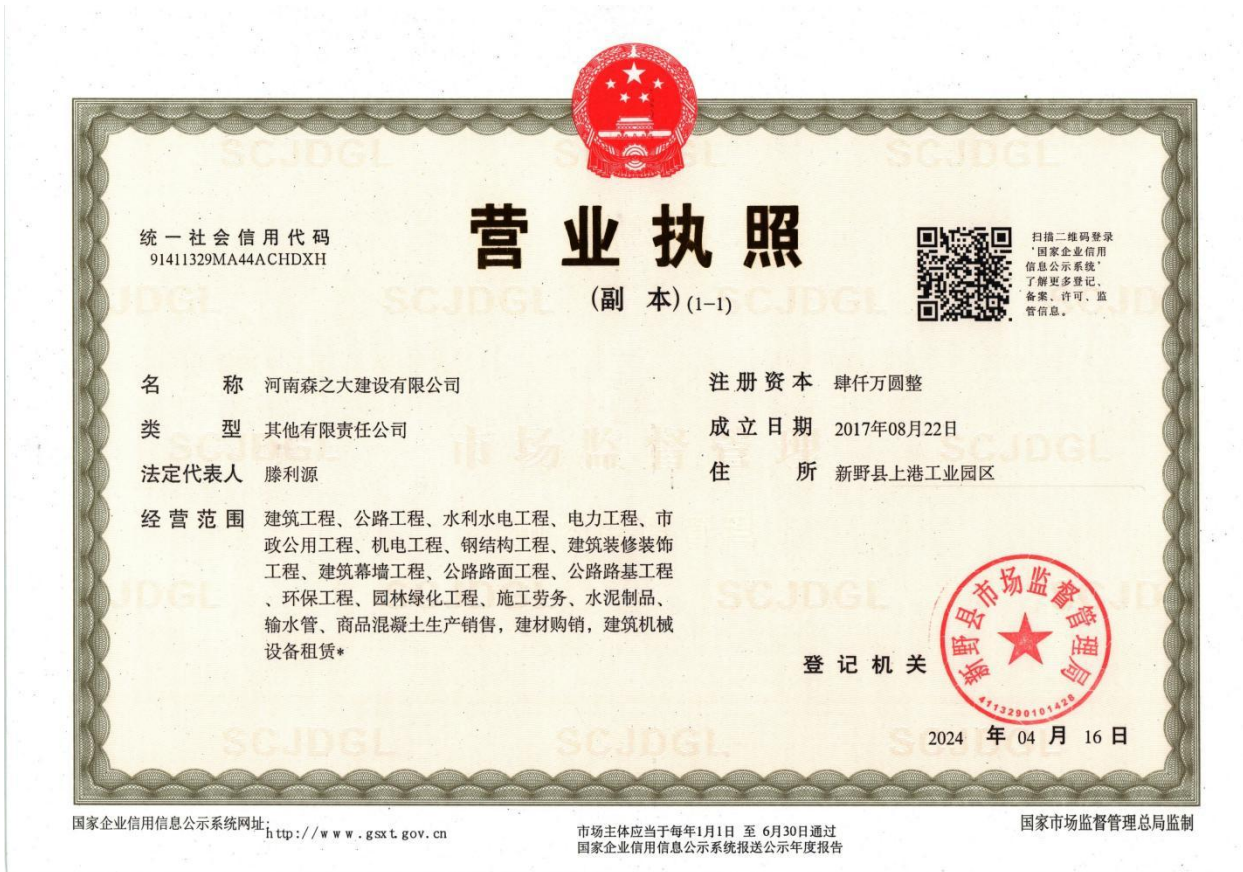 营业执照
(副 本)(1-1)
统一社会信用代码
91411329MA44ACHDXH
扫描二维码登录
‘国家企业信用
信息公示系统’
了解更多登记、
备案、许可、监
管信息。
名 称 河南森之大建设有限公司
类 型 其他有限责任公司
法定代表人 滕利源
经营范围 建筑工程、公路工程、水利水电工程、电力工程、市
政公用工程、机电工程、钢结构工程、建筑装修装饰
工程、建筑幕墙工程、公路路面工程、公路路基工程
、环保工程、园林绿化工程、施工劳务、水泥制品、
输水管、商品混凝土生产销售，建材购销，建筑机械
设备租赁*
注册资本 肆仟万圆整
成立日期 2017年08月22日
住 所 新野县上港工业园区
登记机关
新野县市场监督管理局
4113290101428
2024 年 04 月 16 日
国家企业信用信息公示系统网址：http://www.gsxt.gov.cn
市场主体应当于每年1月1日 至 6月30日通过
国家企业信用信息公示系统报送公示年度报告
国家市场监督管理总局监制